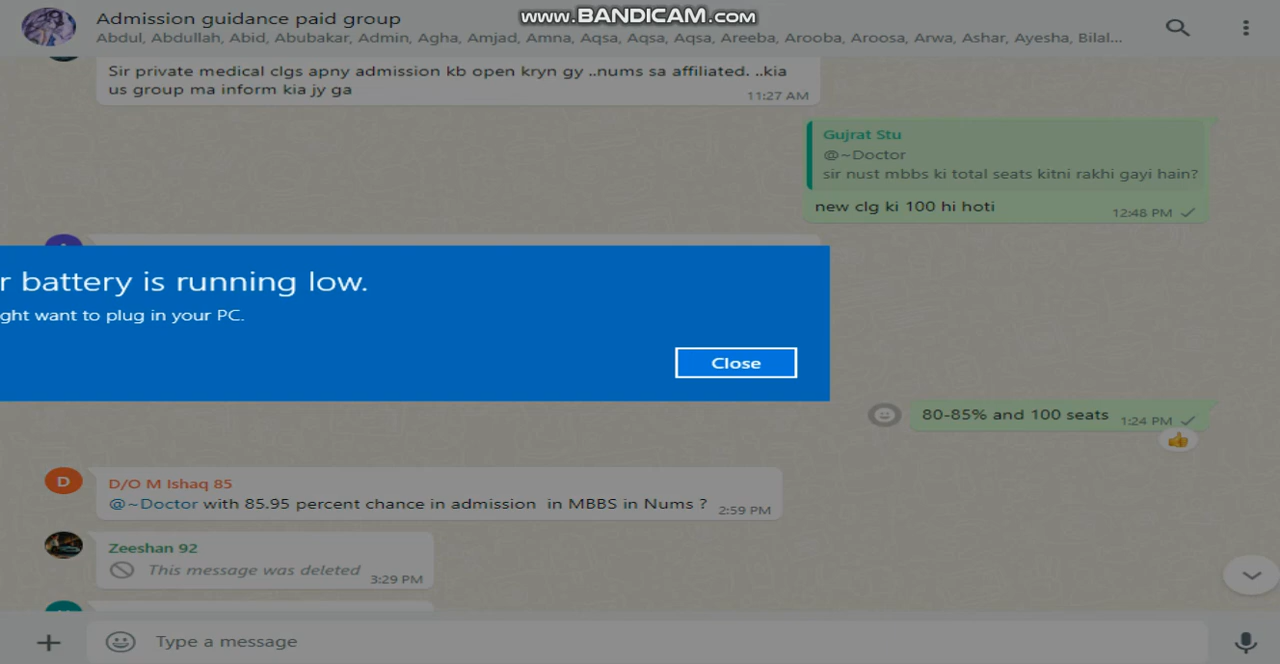 www.BANDICAM.com
Admission guidance paid group
Abdul, Abdullah, Abid, Abubakar, Admin, Agha, Amjad, Amna, Aqsa, Aqsa, Aqsa, Areeba, Arooba, Aroosa, Arwa, Ashar, Ayesha, Bilal...
Sir private medical clgs apny admission kb open kryn gy ..nums sa affiliated. ..kia
us group ma inform kia jy ga
11:27 AM
Gujrat Stu
@~Doctor
sir nust mbbs ki total seats kitni rakhi gayi hain?
new clg ki 100 hi hoti
12:48 PM
r battery is running low.
ght want to plug in your PC.
Close
80-85% and 100 seats 1:24 PM
D
D/O M Ishaq 85
@~Doctor with 85.95 percent chance in admission in MBBS in Nums ? 2:59 PM
Zeeshan 92
This message was deleted 3:29 PM
Type a message